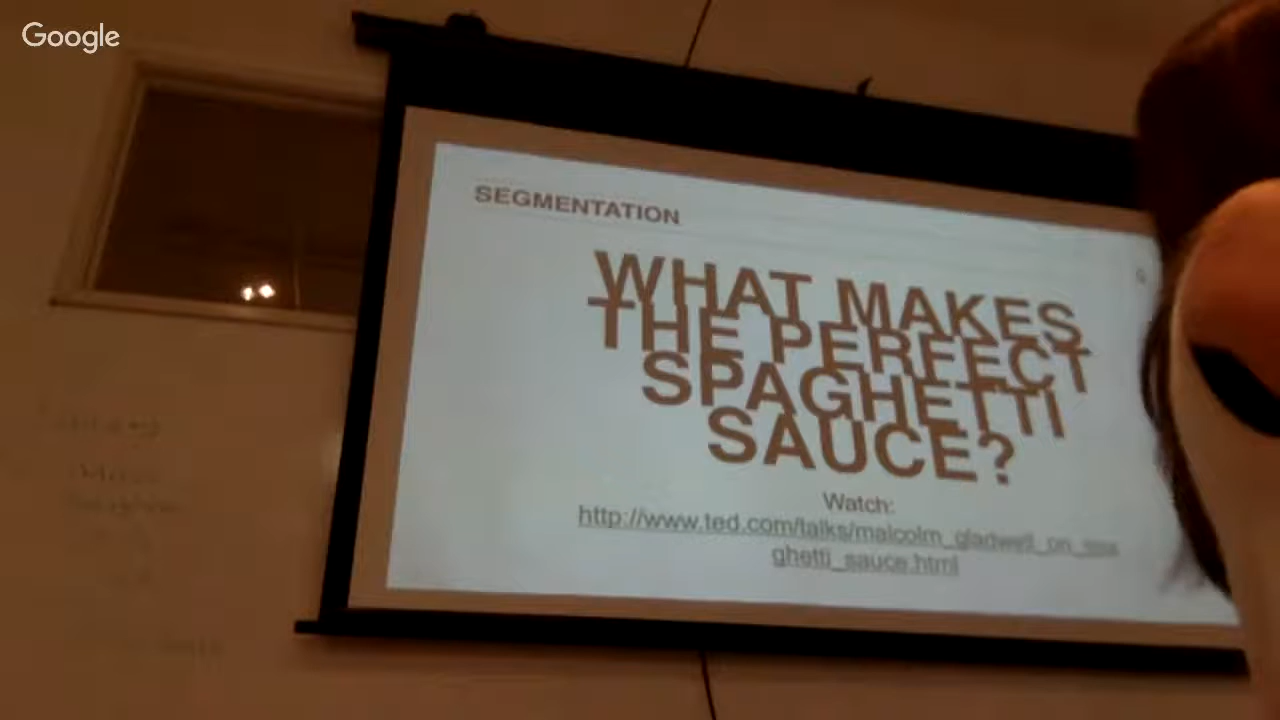 Google
SEGMENTATION
WHAT MAKES
THE PERFECT
SPAGHETTI
SAUCE?
Watch:
http://www.ted.com/talks/malcolm_gladwell_on_spa
ghetti_sauce.html